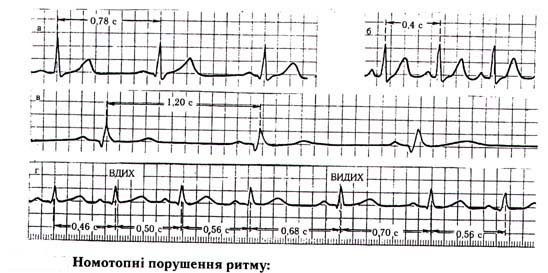 а 0,78 с
б 0,4 с
в 1,20 с
г ВДИХ ВИДИХ
0,46 0,50 0,56 0,68 0,70 0,56
Номотопні порушення ритму: